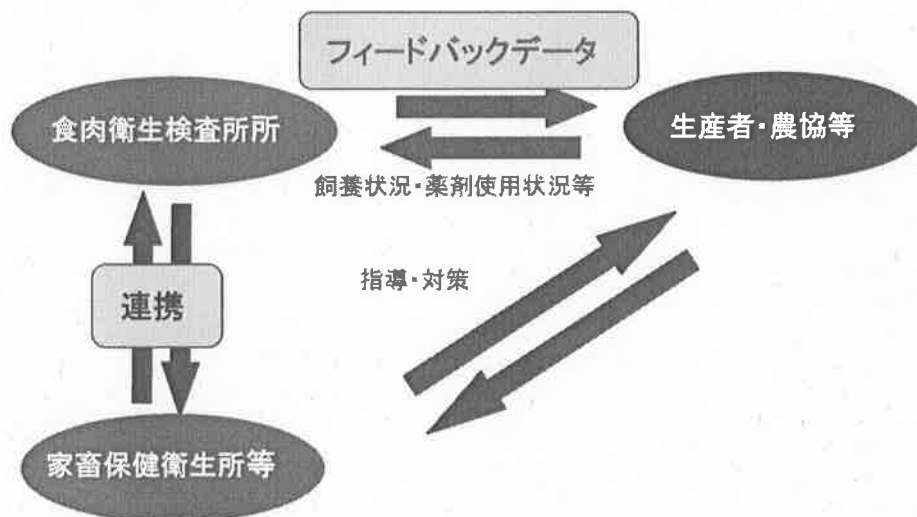 フィードバックデータ
食肉衛生検査所所
生産者・農協等
飼養状況・薬剤使用状況等
指導・対策
連携
家畜保健衛生所等